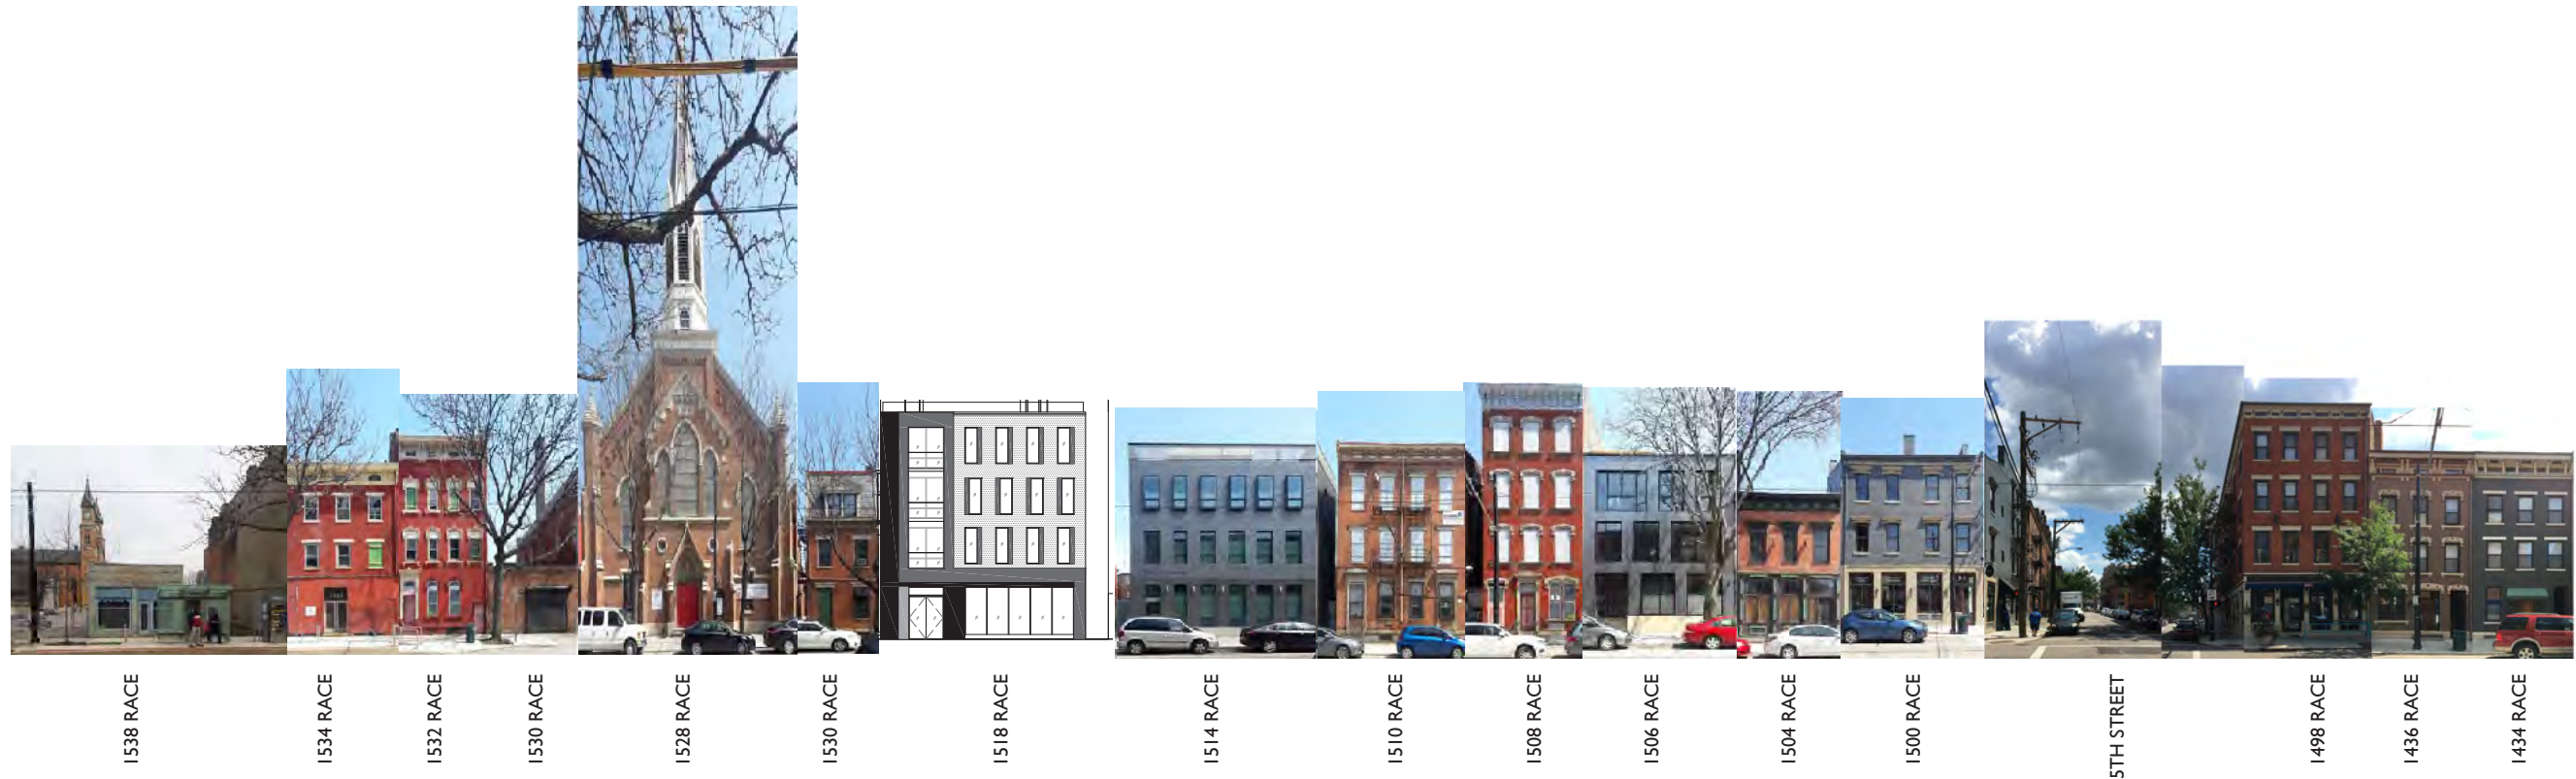 1538 RACE
1534 RACE
1532 RACE
1530 RACE
1528 RACE
1530 RACE
1518 RACE
1514 RACE
1510 RACE
1508 RACE
1506 RACE
1504 RACE
1500 RACE
5TH STREET
1498 RACE
1436 RACE
1434 RACE